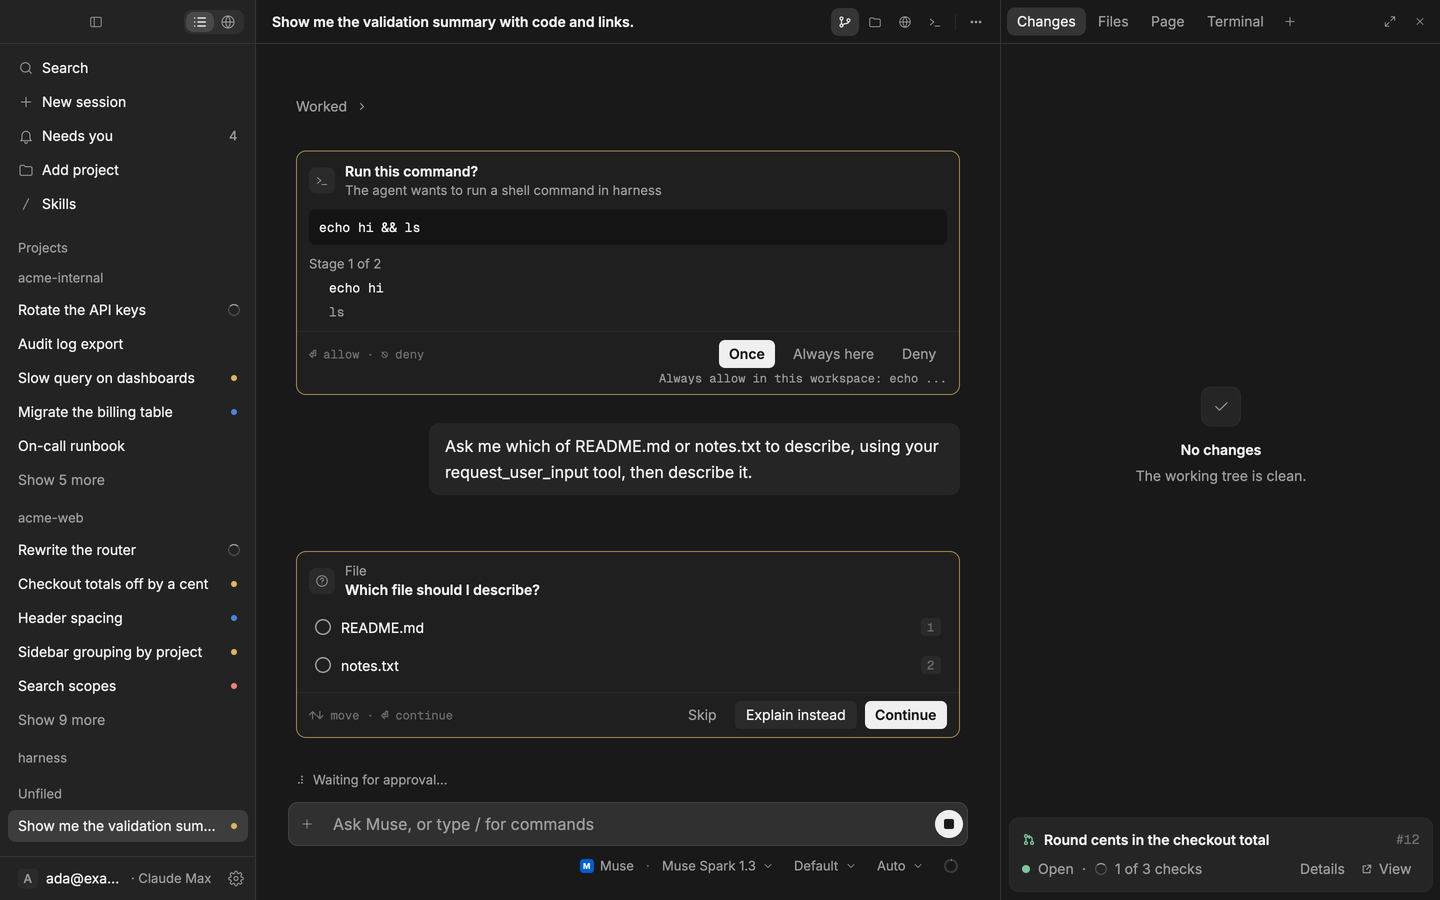 Search
New session
Needs you 4
Add project
Skills
Projects
acme-internal
Rotate the API keys
Audit log export
Slow query on dashboards
Migrate the billing table
On-call runbook
Show 5 more
acme-web
Rewrite the router
Checkout totals off by a cent
Header spacing
Sidebar grouping by project
Search scopes
Show 9 more
harness
Unfiled
Show me the validation sum...
A ada@exa... · Claude Max
Show me the validation summary with code and links.
Worked
Run this command?
The agent wants to run a shell command in harness
echo hi && ls
Stage 1 of 2
echo hi
ls
allow · deny
Once Always here Deny
Always allow in this workspace: echo ...
Ask me which of README.md or notes.txt to describe, using your
request_user_input tool, then describe it.
File
Which file should I describe?
README.md 1
notes.txt 2
move · continue
Skip Explain instead Continue
Waiting for approval...
Ask Muse, or type / for commands
M Muse · Muse Spark 1.3 Default Auto
Changes Files Page Terminal
No changes
The working tree is clean.
Round cents in the checkout total #12
Open · 1 of 3 checks Details View